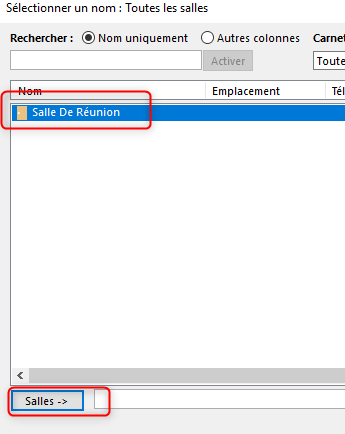 Sélectionner un nom : Toutes les salles
Rechercher : Nom uniquement Autres colonnes Carnet
Activer Toute
Nom Emplacement Tél
Salle De Réunion
Salles ->